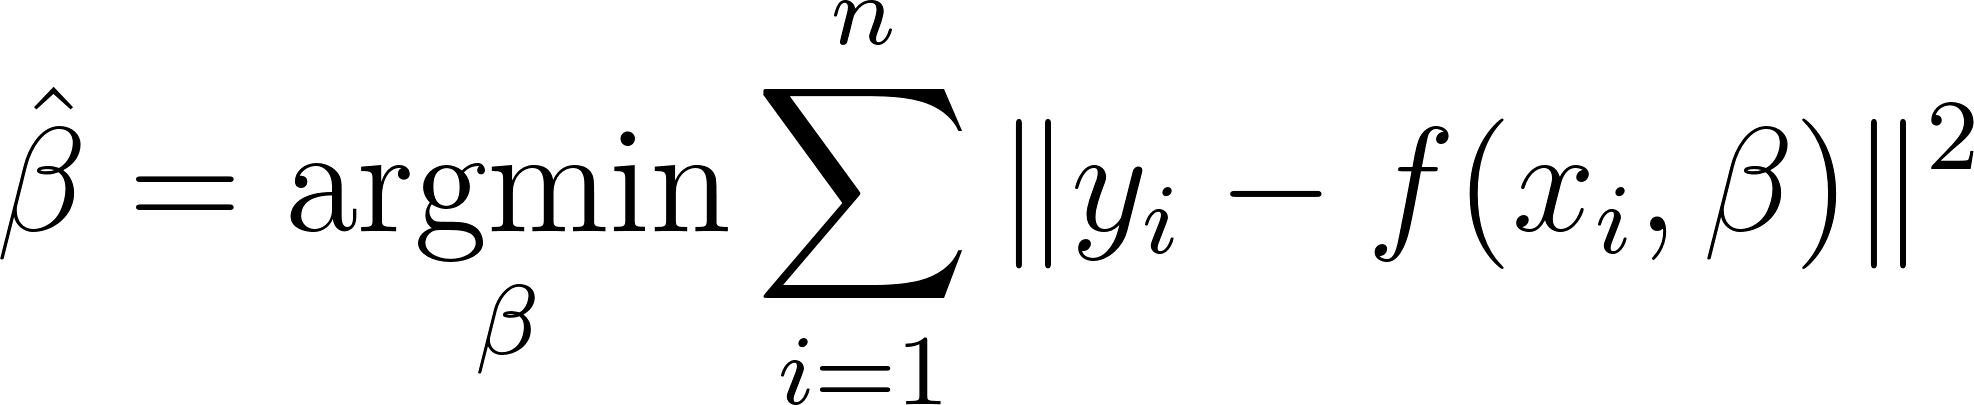 β̂ = argmin_β ∑_{i=1}^{n} ‖y_i − f(x_i, β)‖²